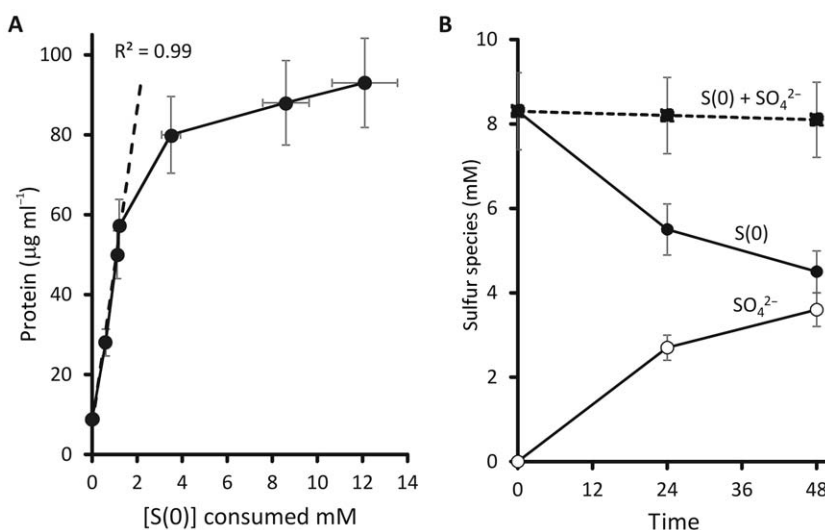 A
R² = 0.99
100
80
60
40
20
0
Protein (µg ml⁻¹)
0 2 4 6 8 10 12 14
[S(0)] consumed mM
B
10
8
6
4
2
0
Sulfur species (mM)
S(0) + SO₄²⁻
S(0)
SO₄²⁻
0 12 24 36 48
Time